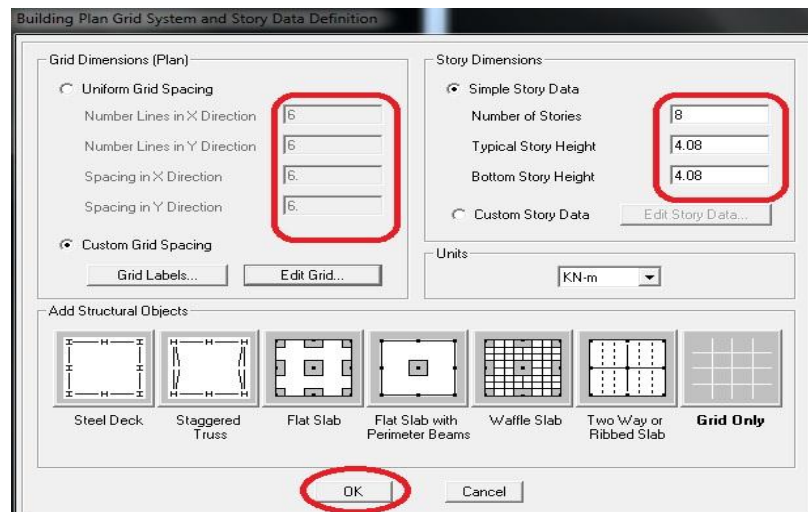 Building Plan Grid System and Story Data Definition
Grid Dimensions (Plan)
Uniform Grid Spacing
Number Lines in X Direction 6
Number Lines in Y Direction 6
Spacing in X Direction 6.
Spacing in Y Direction 6.
Custom Grid Spacing
Grid Labels... Edit Grid...
Story Dimensions
Simple Story Data
Number of Stories 8
Typical Story Height 4.08
Bottom Story Height 4.08
Custom Story Data Edit Story Data...
Units
KN-m
Add Structural Objects
Steel Deck
Staggered
Truss
Flat Slab
Flat Slab with
Perimeter Beams
Waffle Slab
Two Way or
Ribbed Slab
Grid Only
OK Cancel